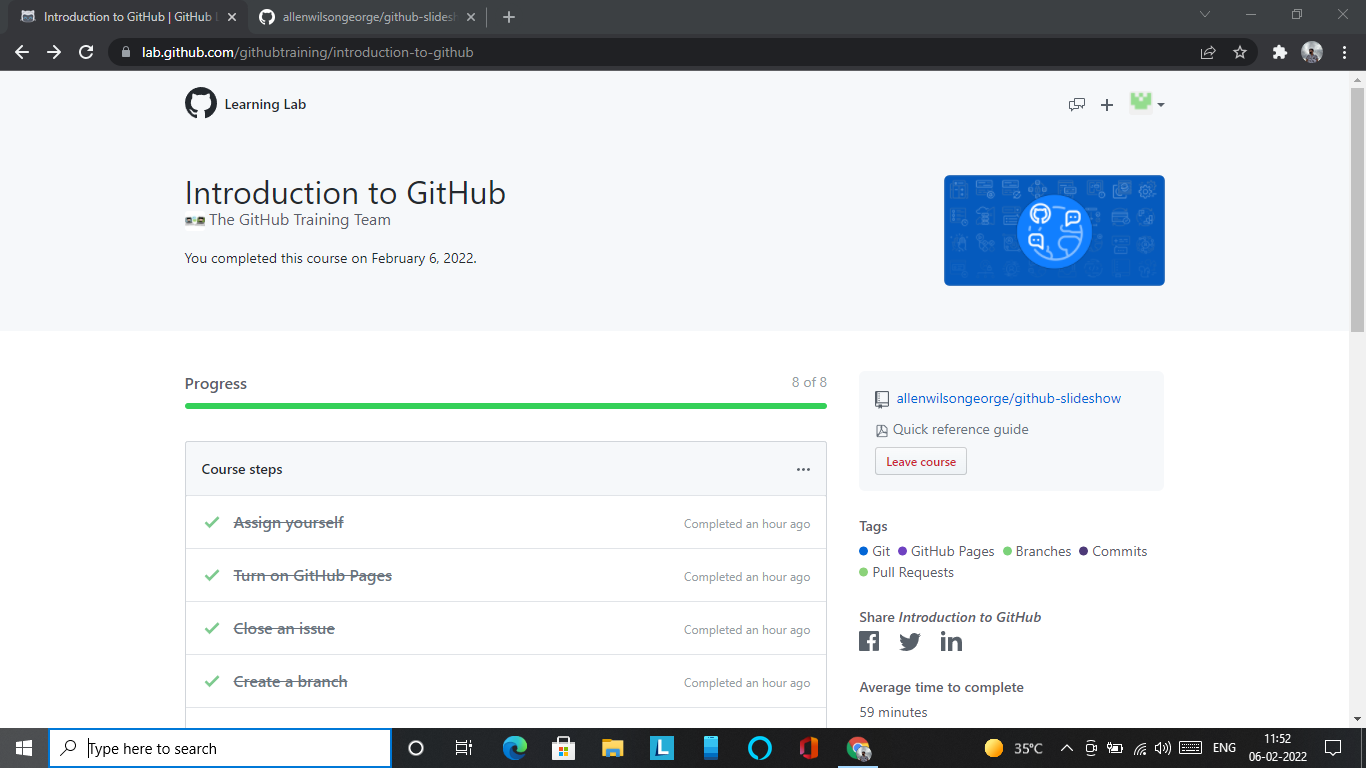 Introduction to GitHub | GitHub
allenwilsongeorge/github-slidesh
lab.github.com/githubtraining/introduction-to-github
Learning Lab
Introduction to GitHub
The GitHub Training Team
You completed this course on February 6, 2022.
Progress
8 of 8
Course steps
Assign yourself
Completed an hour ago
Turn on GitHub Pages
Completed an hour ago
Close an issue
Completed an hour ago
Create a branch
Completed an hour ago
allenwilsongeorge/github-slideshow
Quick reference guide
Leave course
Tags
Git GitHub Pages Branches Commits
Pull Requests
Share Introduction to GitHub
Average time to complete
59 minutes
Type here to search
35°C
ENG
11:52
06-02-2022